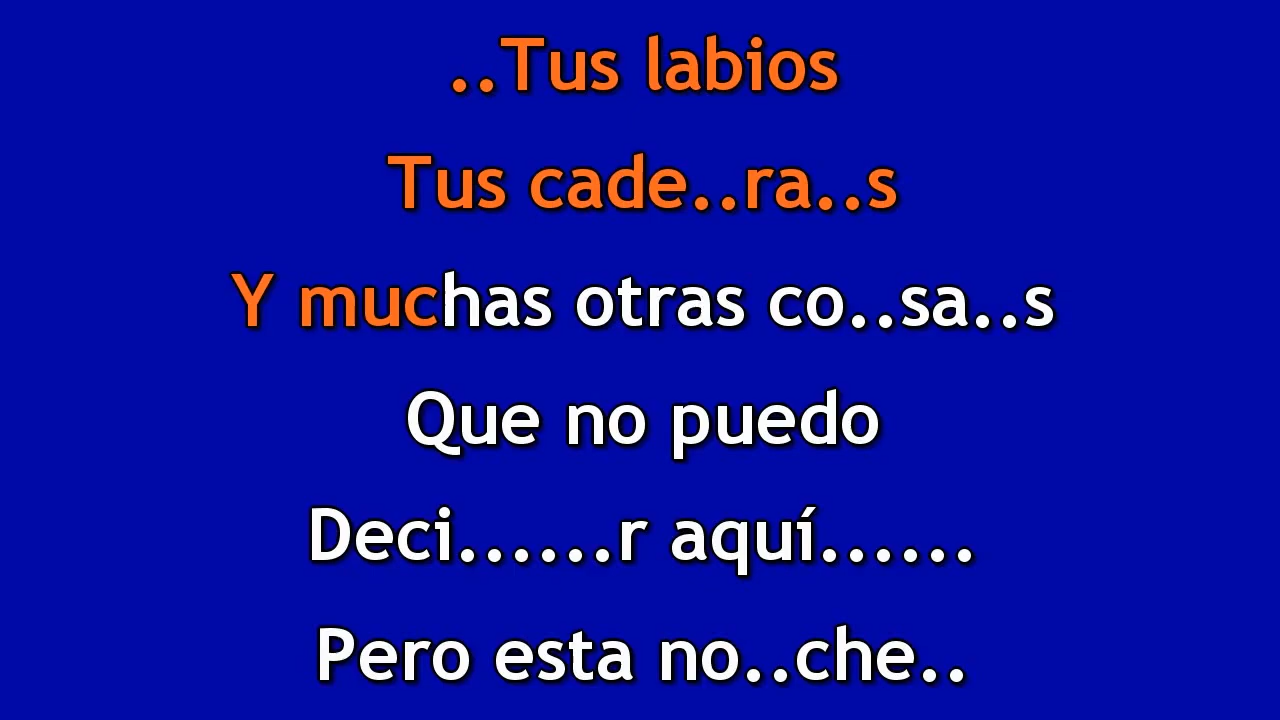 ..Tus labios
Tus cade..ra..s
Y muchas otras co..sa..s
Que no puedo
Deci......r aquí......
Pero esta no..che..